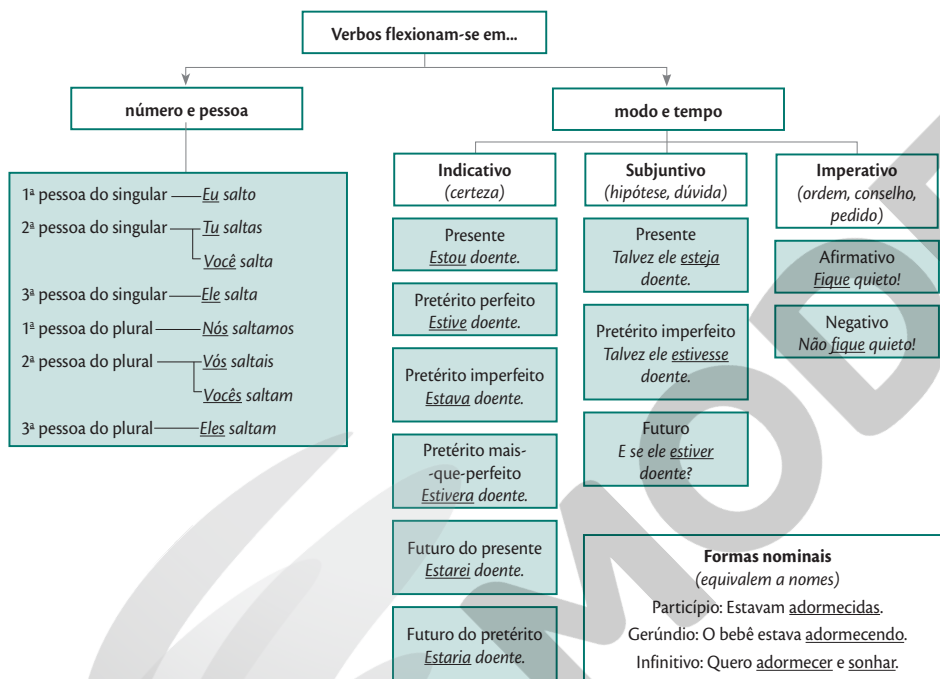 Verbos flexionam-se em...
número e pessoa
1ª pessoa do singular Eu salto
2ª pessoa do singular Tu saltas
Você salta
3ª pessoa do singular Ele salta
1ª pessoa do plural Nós saltamos
2ª pessoa do plural Vós saltais
Vocês saltam
3ª pessoa do plural Eles saltam
modo e tempo
Indicativo
(certeza)
Presente
Estou doente.
Pretérito perfeito
Estive doente.
Pretérito imperfeito
Estava doente.
Pretérito mais-
-que-perfeito
Estivera doente.
Futuro do presente
Estarei doente.
Futuro do pretérito
Estaria doente.
Subjuntivo
(hipótese, dúvida)
Presente
Talvez ele esteja
doente.
Pretérito imperfeito
Talvez ele estivesse
doente.
Futuro
E se ele estiver
doente?
Imperativo
(ordem, conselho,
pedido)
Afirmativo
Fique quieto!
Negativo
Não fique quieto!
Formas nominais
(equivalem a nomes)
Particípio: Estavam adormecidas.
Gerúndio: O bebê estava adormecendo.
Infinitivo: Quero adormecer e sonhar.
MODE